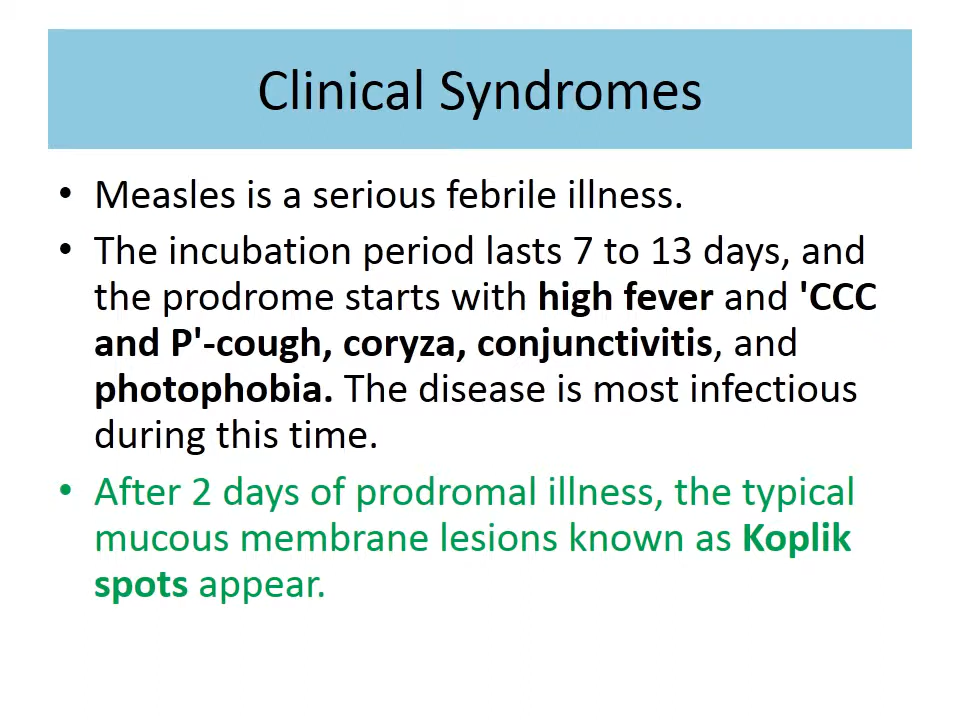 Clinical Syndromes
• Measles is a serious febrile illness.
• The incubation period lasts 7 to 13 days, and
the prodrome starts with high fever and 'CCC
and P'-cough, coryza, conjunctivitis, and
photophobia. The disease is most infectious
during this time.
• After 2 days of prodromal illness, the typical
mucous membrane lesions known as Koplik
spots appear.